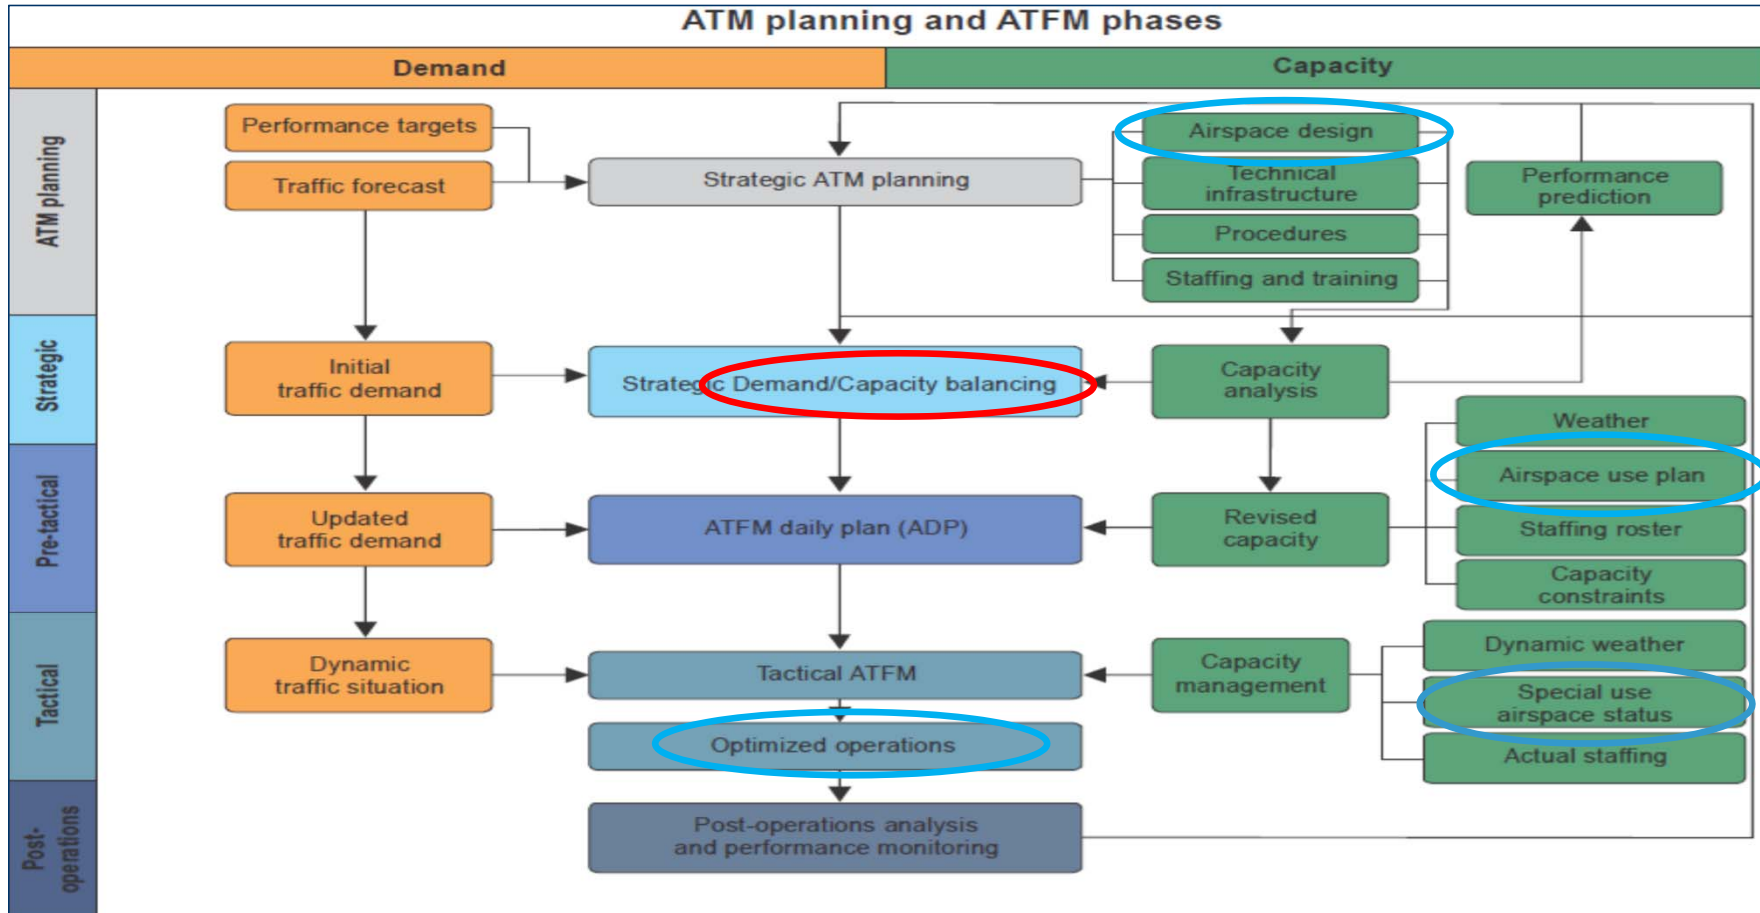 ATM planning and ATFM phases
Demand
Capacity
ATM planning
Performance targets
Traffic forecast
Strategic ATM planning
Airspace design
Technical
infrastructure
Procedures
Staffing and training
Performance
prediction
Strategic
Initial
traffic demand
Strategic Demand/Capacity balancing
Capacity
analysis
Pre-tactical
Updated
traffic demand
ATFM daily plan (ADP)
Revised
capacity
Weather
Airspace use plan
Staffing roster
Capacity
constraints
Tactical
Dynamic
traffic situation
Tactical ATFM
Optimized operations
Capacity
management
Dynamic weather
Special use
airspace status
Actual staffing
Post-
operations
Post-operations analysis
and performance monitoring